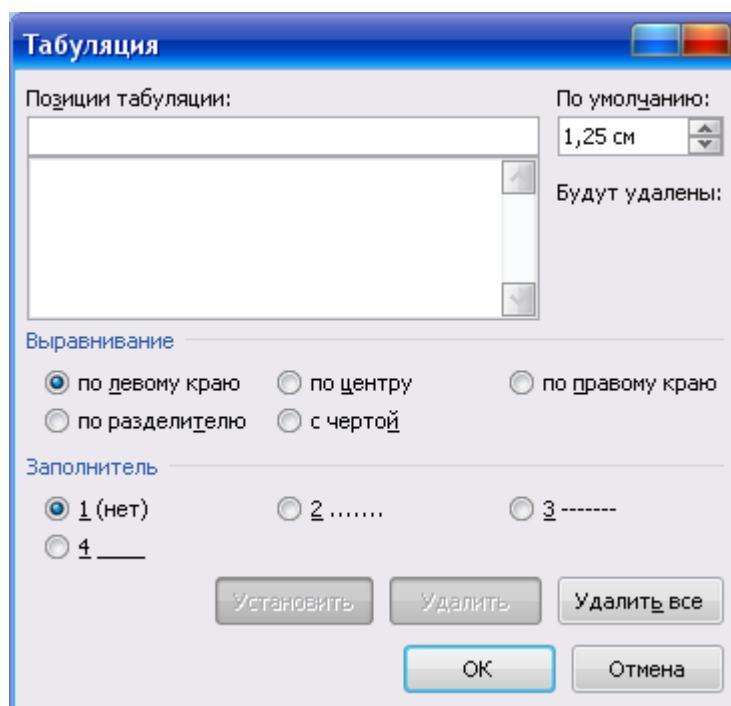 Табуляция
Позиции табуляции:
По умолчанию:
1,25 см
Будут удалены:
Выравнивание
по левому краю по центру по правому краю
по разделителю с чертой
Заполнитель
1 (нет) 2 ....... 3 -------
4 ____
Установить Удалить Удалить все
ОК Отмена